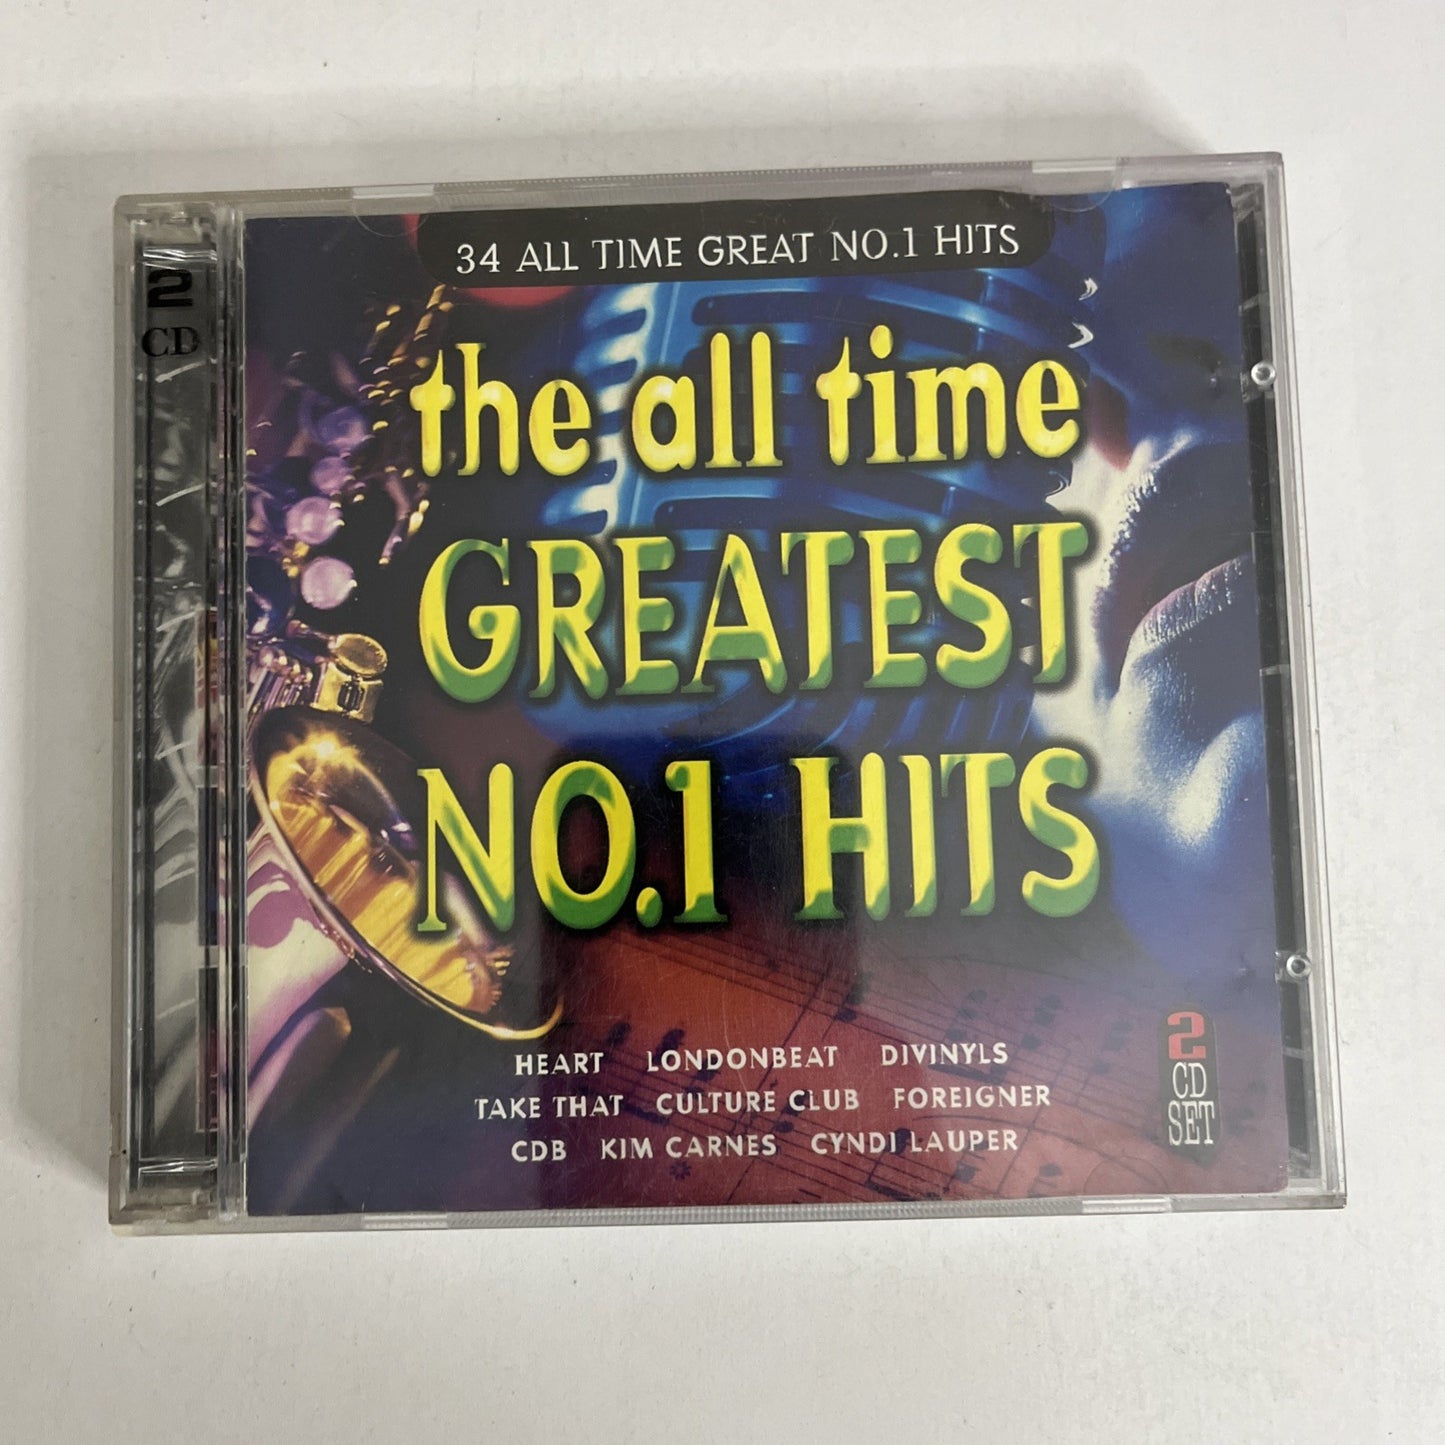 34 ALL TIME GREAT NO.1 HITS
2
CD
the all time
GREATEST
NO.1 HITS
HEART LONDONBEAT DIVINYLS
TAKE THAT CULTURE CLUB FOREIGNER
CDB KIM CARNES CYNDI LAUPER
2
CD
SET